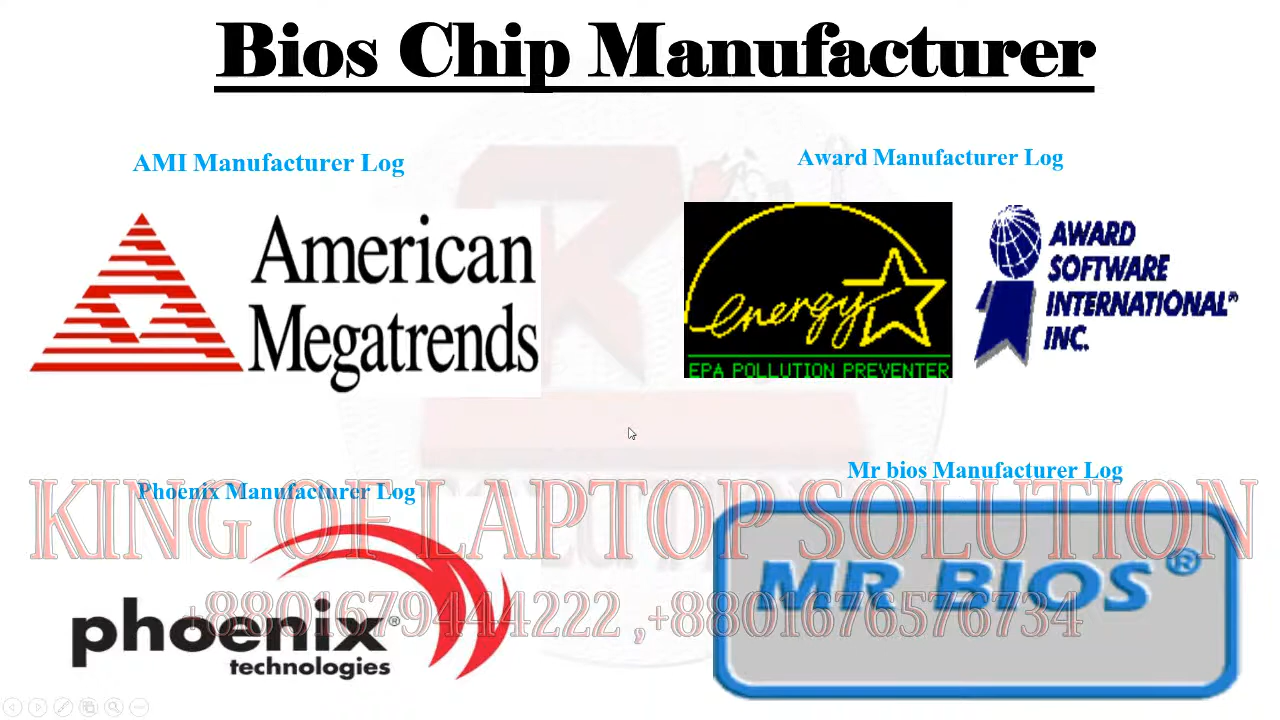 Bios Chip Manufacturer
AMI Manufacturer Log
Award Manufacturer Log
American
Megatrends
energy
EPA POLLUTION PREVENTER
AWARD
SOFTWARE
INTERNATIONAL®
INC.
Phoenix Manufacturer Log
Mr bios Manufacturer Log
KING OF LAPTOP SOLUTION
phoenix®
technologies
MR BIOS®
+8801679444222 ,+8801676576734